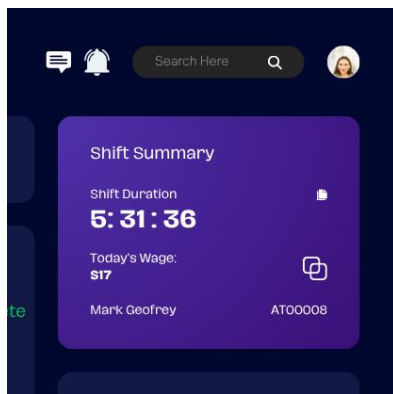 Search Here
Shift Summary
Shift Duration
5: 31 : 36
Today's Wage:
$17
Mark Geofrey AT00008
te